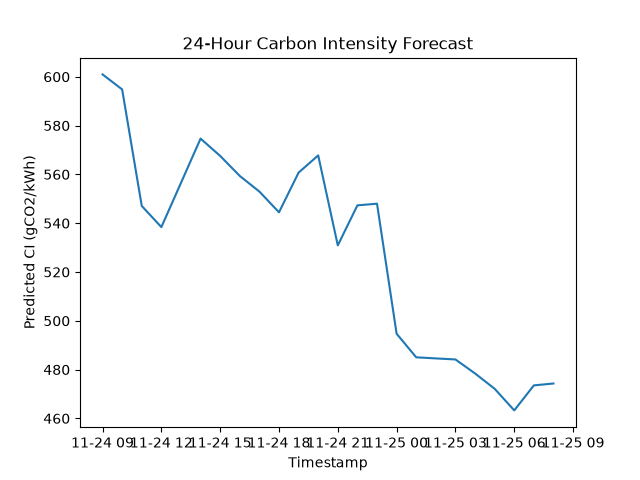 24-Hour Carbon Intensity Forecast
Predicted CI (gCO2/kWh)
600
580
560
540
520
500
480
460
11-24 09 11-24 12 11-24 15 11-24 18 11-24 21 11-25 00 11-25 03 11-25 06 11-25 09
Timestamp